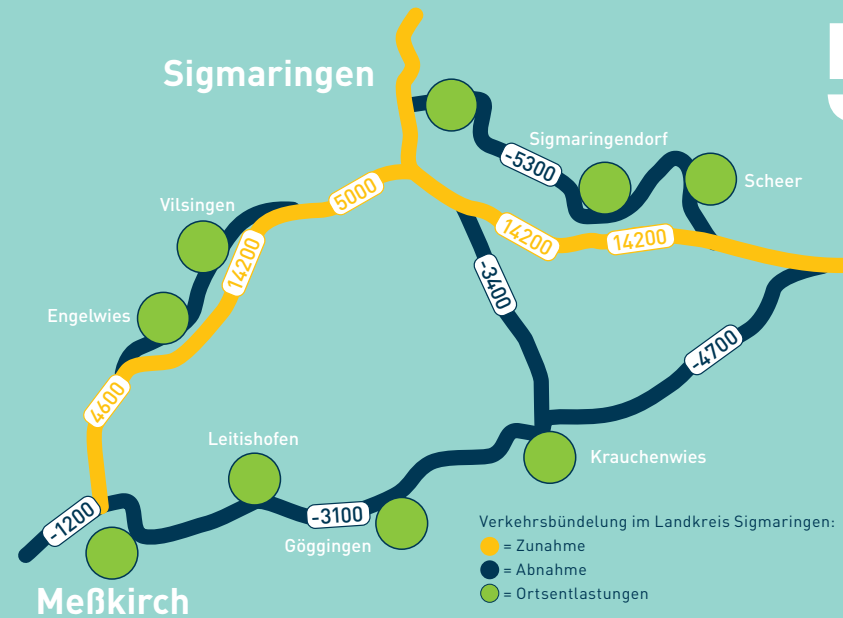 Sigmaringen
Sigmaringendorf
-5300
Scheer
Vilsingen
5000
14200
14200
14200
-3400
Engelwies
-4700
4600
Leitishofen
Krauchenwies
-1200
-3100
Göggingen
Meßkirch
Verkehrsbündelung im Landkreis Sigmaringen:
= Zunahme
= Abnahme
= Ortsentlastungen